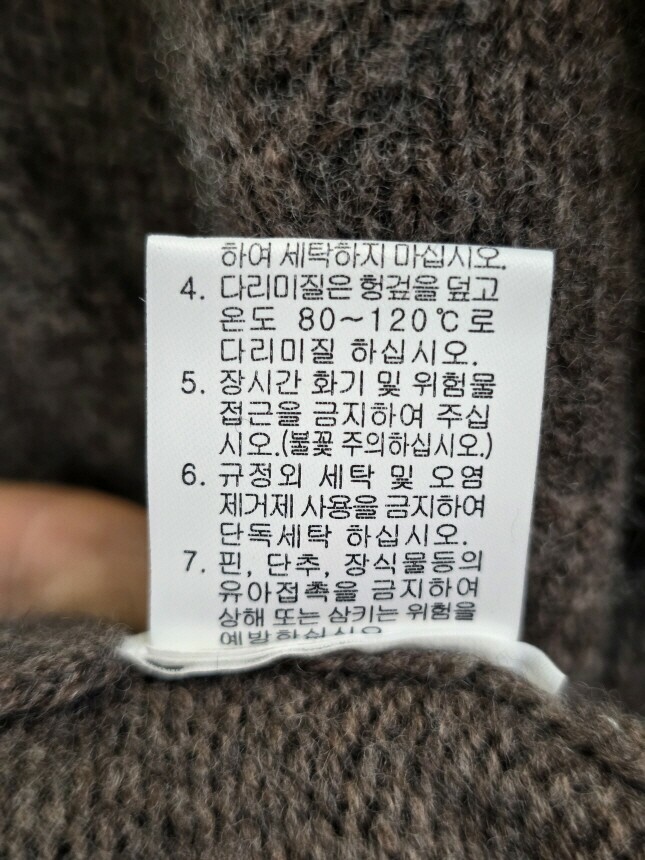 하여 세탁하지 마십시오.
4. 다리미질은 헝겊을 덮고
온도 80~120℃로
다리미질 하십시오.
5. 장시간 화기 및 위험물
접근을 금지하여 주십
시오.(불꽃 주의하십시오.)
6. 규정외 세탁 및 오염
제거제 사용을 금지하여
단독세탁 하십시오.
7. 핀, 단추, 장식물등의
유아접촉을 금지하여
상해 또는 삼키는 위험을
예방하십시오